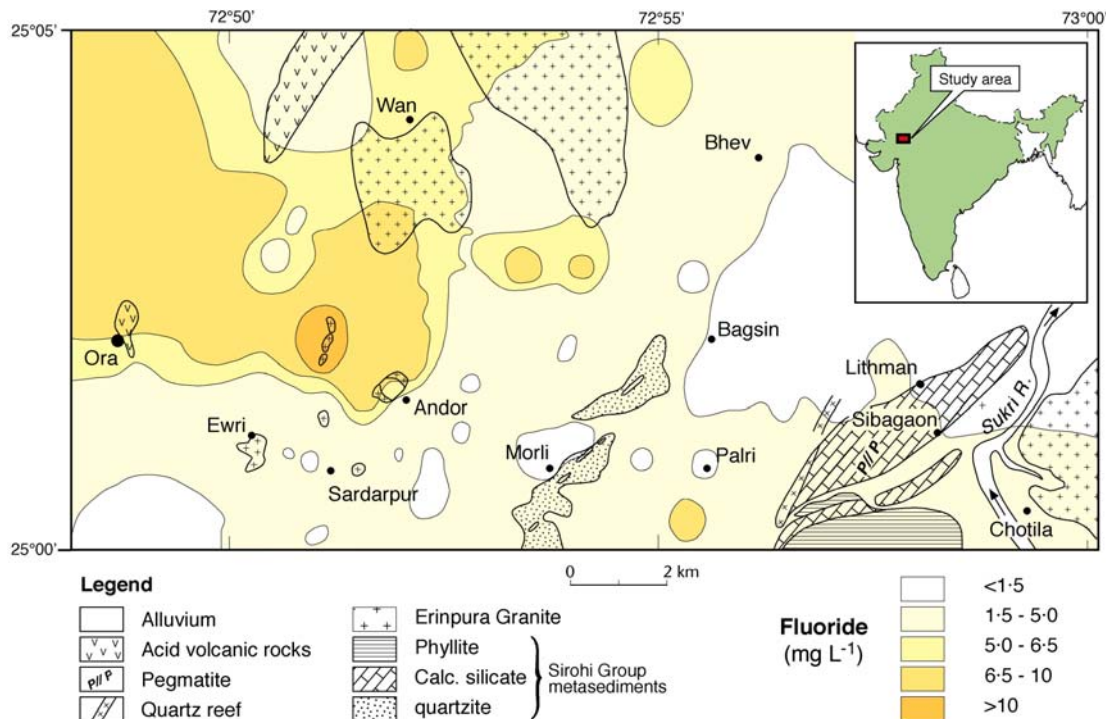 72°50' 72°55' 73°00'
25°05'
Study area
Wan
Bhev
Bagsin
Ora
Lithman
Andor
Sukri R.
Ewri
Sibagaon
Morli
Palri
P//P
Sardarpur
Chotila
25°00'
0 2 km
Legend
Alluvium
Acid volcanic rocks
P//P Pegmatite
Quartz reef
Erinpura Granite
Phyllite
Calc. silicate
quartzite
Sirohi Group
metasediments
Fluoride
(mg L-1)
<1·5
1·5 - 5·0
5·0 - 6·5
6·5 - 10
>10